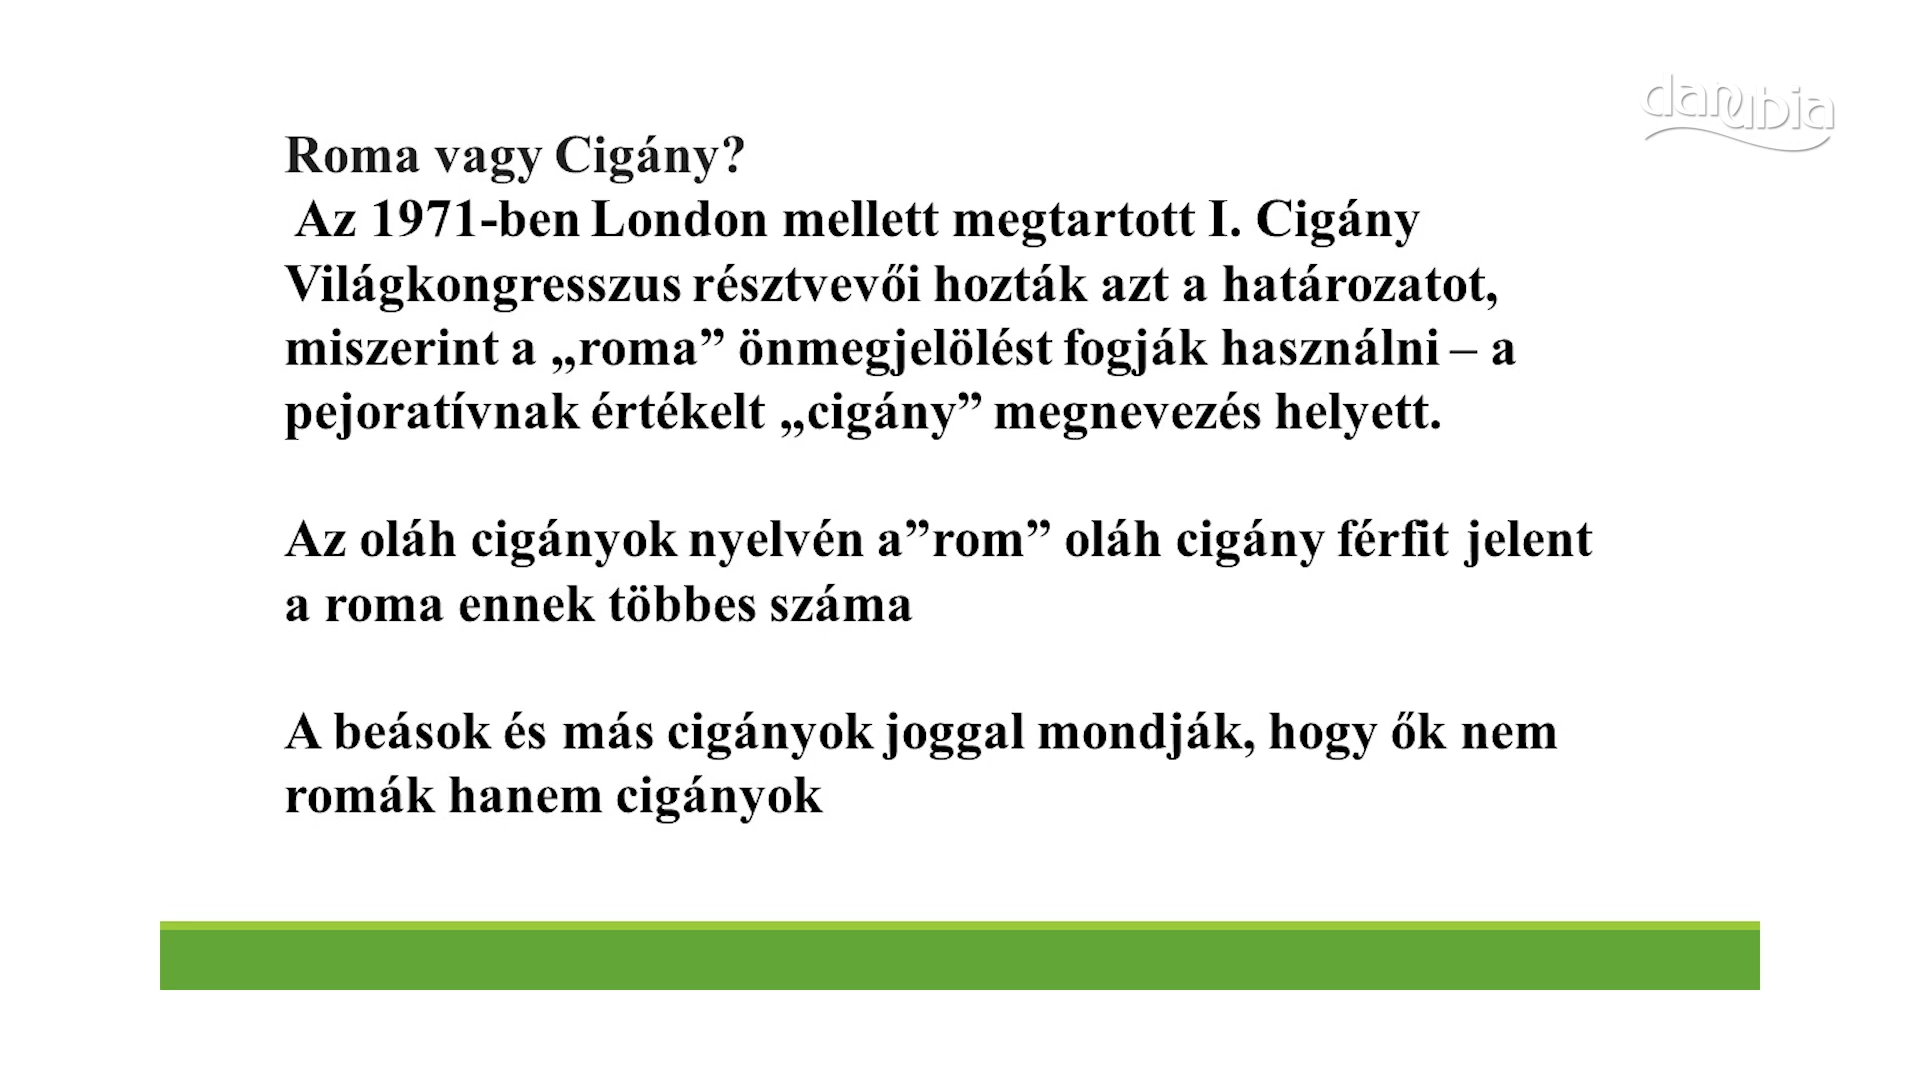 danubia
Roma vagy Cigány?
Az 1971-ben London mellett megtartott I. Cigány
Világkongresszus résztvevői hozták azt a határozatot,
miszerint a „roma” önmegjelölést fogják használni – a
pejoratívnak értékelt „cigány” megnevezés helyett.
Az oláh cigányok nyelvén a”rom” oláh cigány férfit jelent
a roma ennek többes száma
A beások és más cigányok joggal mondják, hogy ők nem
romák hanem cigányok